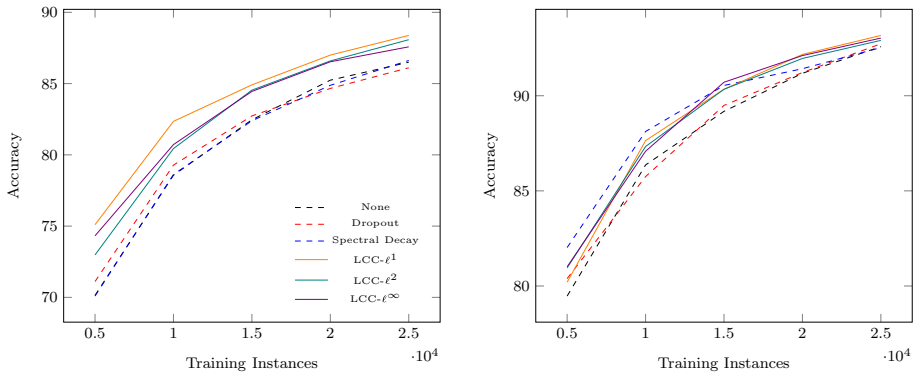 90
85
80
75
70
Accuracy
None
Dropout
Spectral Decay
LCC-ℓ¹
LCC-ℓ²
LCC-ℓ∞
0.5 1 1.5 2 2.5
·10⁴
Training Instances
90
85
80
Accuracy
0.5 1 1.5 2 2.5
·10⁴
Training Instances